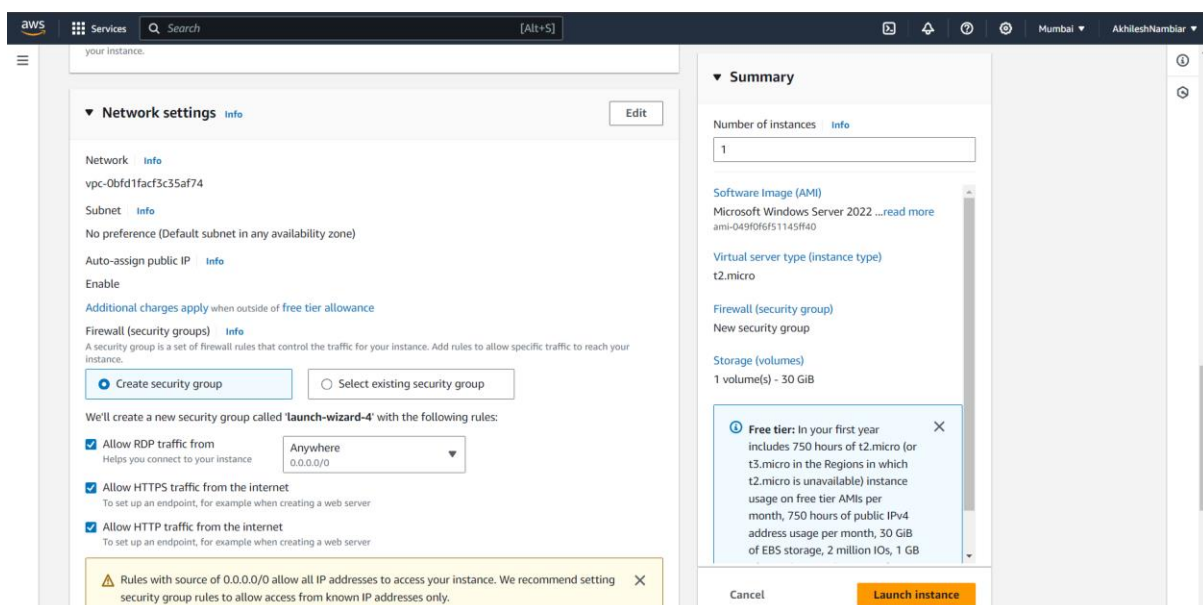 aws
Services
Search
[Alt+S]
Mumbai ▼
AkhileshNambiar ▼
your instance.
▼ Network settings Info
Edit
Network Info
vpc-0bfd1facf3c35af74
Subnet Info
No preference (Default subnet in any availability zone)
Auto-assign public IP Info
Enable
Additional charges apply when outside of free tier allowance
Firewall (security groups) Info
A security group is a set of firewall rules that control the traffic for your instance. Add rules to allow specific traffic to reach your
instance.
Create security group
Select existing security group
We'll create a new security group called 'launch-wizard-4' with the following rules:
Allow RDP traffic from
Helps you connect to your instance
Anywhere
0.0.0.0/0
Allow HTTPS traffic from the internet
To set up an endpoint, for example when creating a web server
Allow HTTP traffic from the internet
To set up an endpoint, for example when creating a web server
Rules with source of 0.0.0.0/0 allow all IP addresses to access your instance. We recommend setting
security group rules to allow access from known IP addresses only.
▼ Summary
Number of instances Info
1
Software Image (AMI)
Microsoft Windows Server 2022 ...read more
ami-049f0f6f51145ff40
Virtual server type (instance type)
t2.micro
Firewall (security group)
New security group
Storage (volumes)
1 volume(s) - 30 GiB
Free tier: In your first year
includes 750 hours of t2.micro (or
t3.micro in the Regions in which
t2.micro is unavailable) instance
usage on free tier AMIs per
month, 750 hours of public IPv4
address usage per month, 30 GiB
of EBS storage, 2 million IOs, 1 GB
Cancel
Launch instance